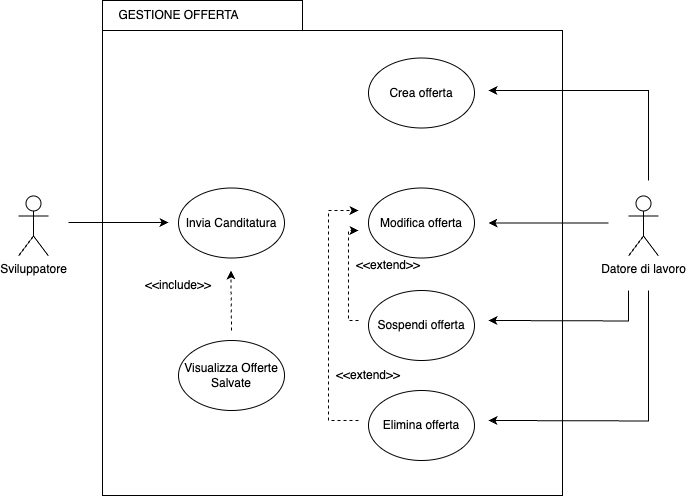 GESTIONE OFFERTA
Crea offerta
Invia Canditatura
Modifica offerta
Sviluppatore
Datore di lavoro
<<extend>>
<<include>>
Sospendi offerta
Visualizza Offerte
Salvate
<<extend>>
Elimina offerta